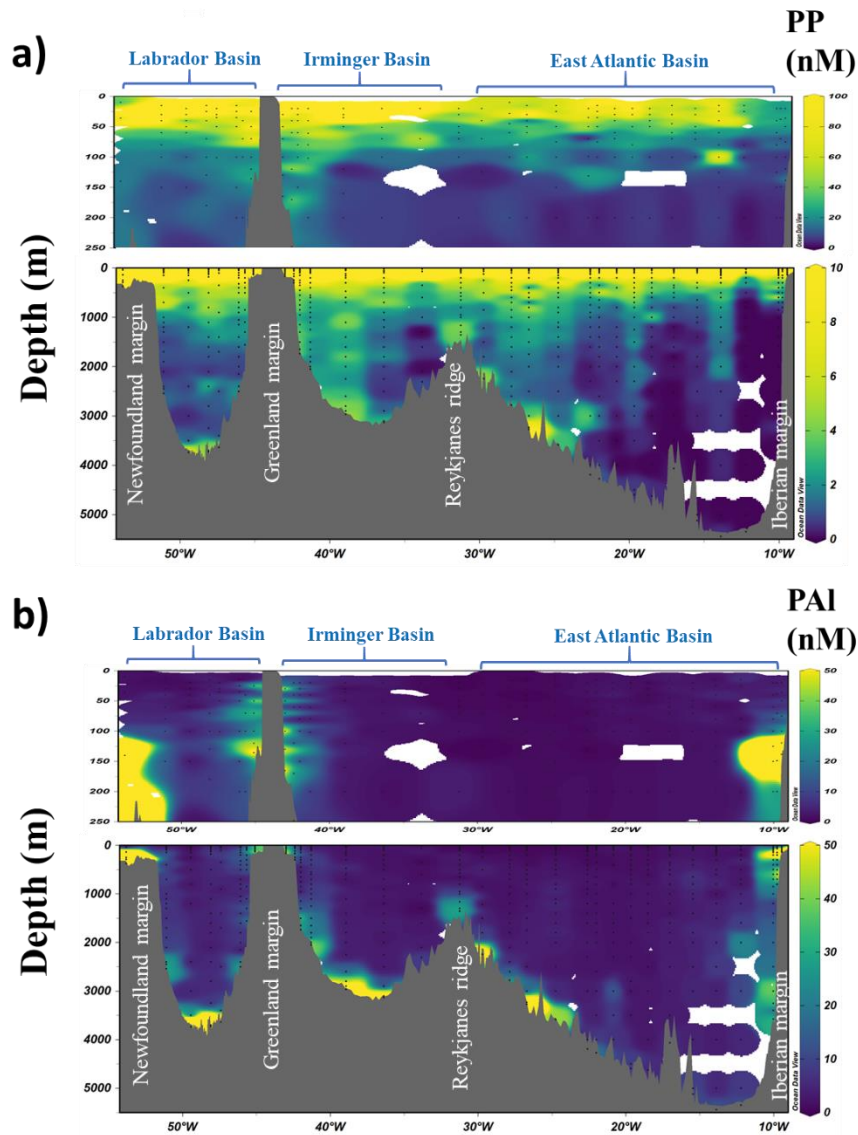 PP
(nM)
a)
Labrador Basin
Irminger Basin
East Atlantic Basin
0
50
100
150
200
250
100
80
60
40
20
0
Ocean Data View
Depth (m)
0
1000
2000
3000
4000
5000
Newfoundland margin
Greenland margin
Reykjanes ridge
Iberian margin
10
8
6
4
2
0
Ocean Data View
50°W
40°W
30°W
20°W
10°W
b)
PAl
(nM)
Labrador Basin
Irminger Basin
East Atlantic Basin
0
50
100
150
200
250
50
40
30
20
10
0
Ocean Data View
50°W
40°W
30°W
20°W
10°W
Depth (m)
0
1000
2000
3000
4000
5000
Newfoundland margin
Greenland margin
Reykjanes ridge
Iberian margin
50
40
30
20
10
0
Ocean Data View
50°W
40°W
30°W
20°W
10°W